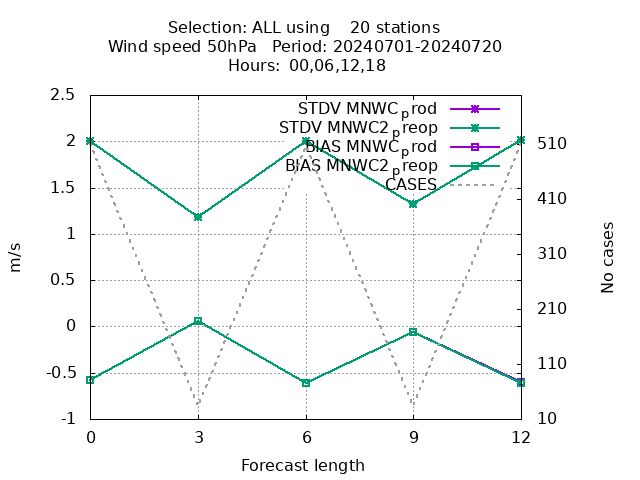 Selection: ALL using    20 stations
Wind speed 50hPa   Period: 20240701-20240720
Hours: 00,06,12,18
STDV MNWC_prod
STDV MNWC2_preop
BIAS MNWC_prod
BIAS MNWC2_preop
CASES
2.5
2
1.5
1
0.5
0
-0.5
-1
m/s
510
410
310
210
110
10
No cases
0 3 6 9 12
Forecast length